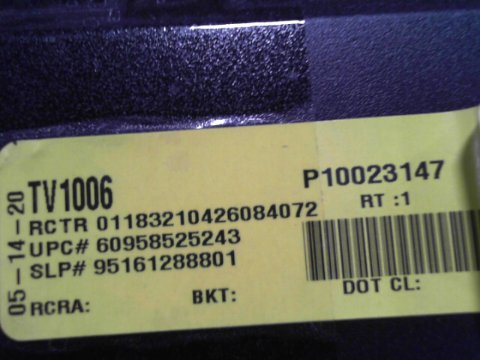 05-14-20
TV1006
P10023147
RCTR 01183210426084072
RT :1
UPC# 60958525243
SLP# 95161288801
RCRA:
BKT:
DOT CL: